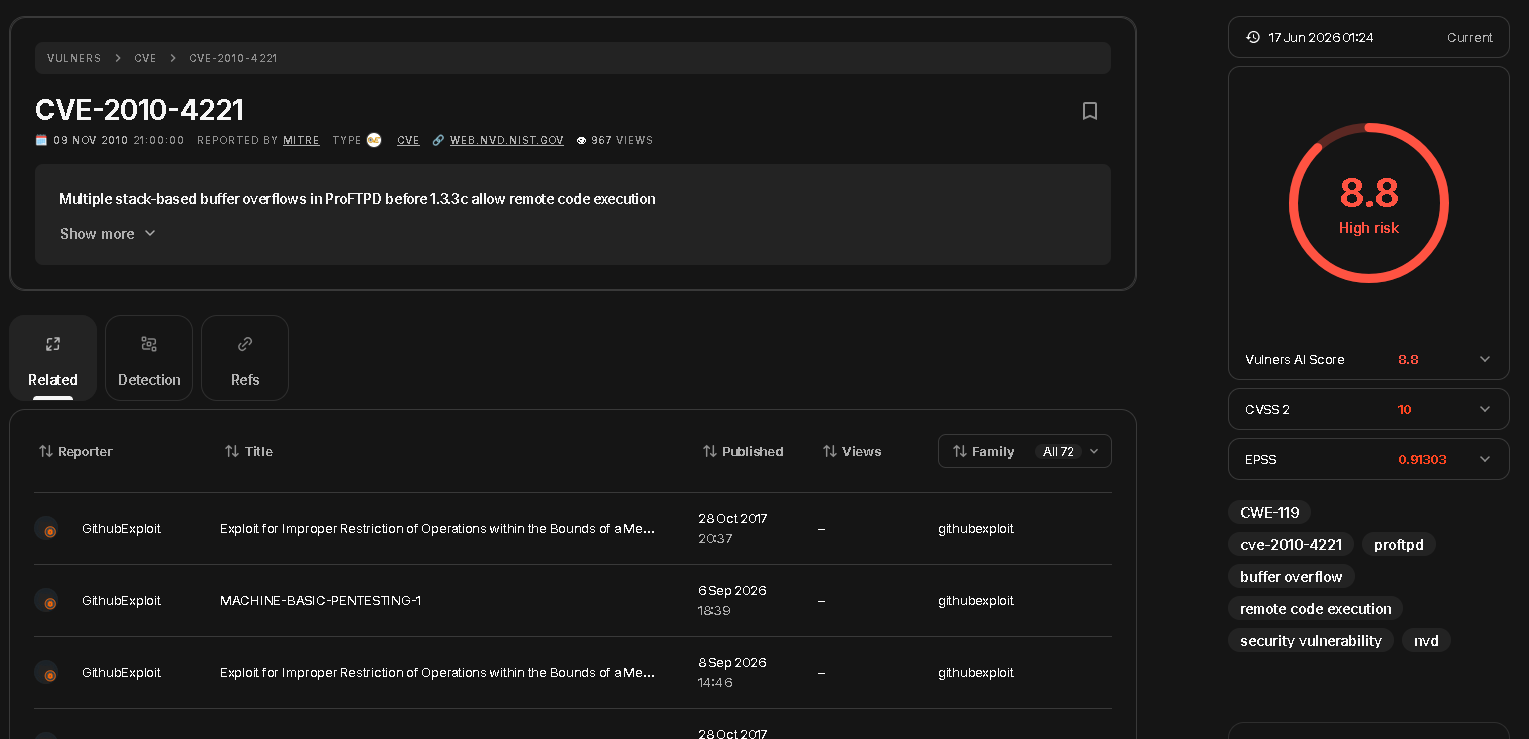 VULNERS > CVE > CVE-2010-4221
CVE-2010-4221
09 NOV 2010 21:00:00 REPORTED BY MITRE TYPE CVE WEB.NVD.NIST.GOV 967 VIEWS
Multiple stack-based buffer overflows in ProFTPD before 1.3.3c allow remote code execution
Show more
Related Detection Refs
Reporter Title Published Views Family All 72
GithubExploit Exploit for Improper Restriction of Operations within the Bounds of a Me... 28 Oct 2017 – githubexploit
20:37
GithubExploit MACHINE-BASIC-PENTESTING-1 6 Sep 2026 – githubexploit
18:39
GithubExploit Exploit for Improper Restriction of Operations within the Bounds of a Me... 8 Sep 2026 – githubexploit
14:46
28 Oct 2017
17 Jun 2026 01:24 Current
8.8
High risk
Vulners AI Score 8.8
CVSS 2 10
EPSS 0.91303
CWE-119
cve-2010-4221 proftpd
buffer overflow
remote code execution
security vulnerability nvd